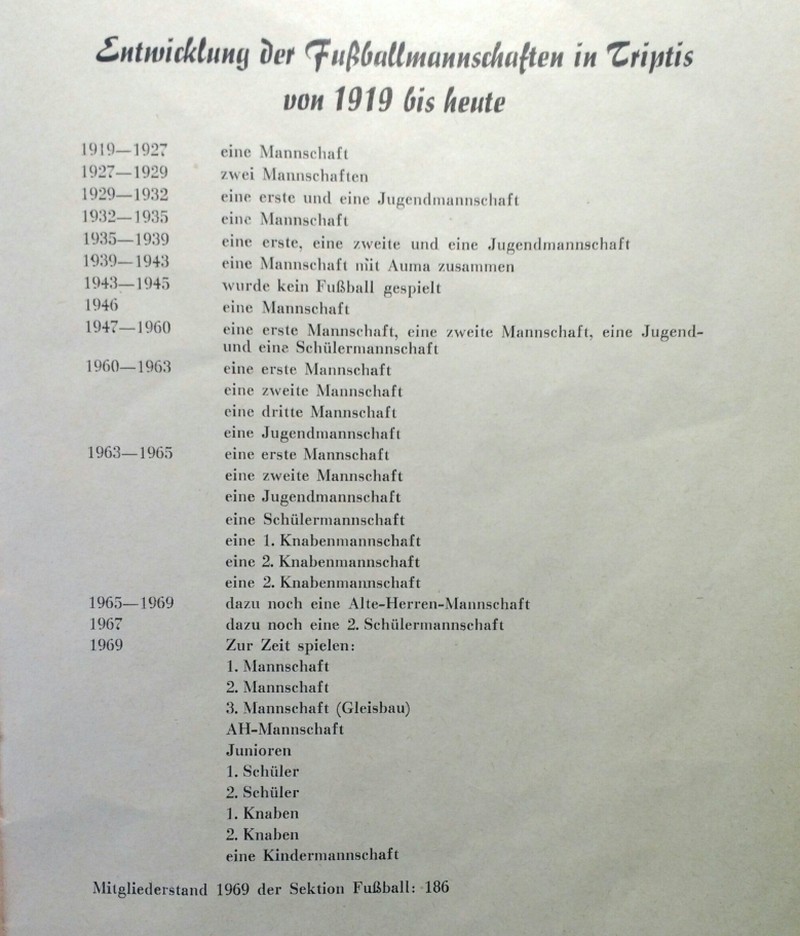 Entwicklung der Fußballmannschaften in Triptis
von 1919 bis heute
1919—1927 eine Mannschaft
1927—1929 zwei Mannschaften
1929—1932 eine erste und eine Jugendmannschaft
1932—1935 eine Mannschaft
1935—1939 eine erste, eine zweite und eine Jugendmannschaft
1939—1943 eine Mannschaft mit Auma zusammen
1943—1945 wurde kein Fußball gespielt
1946 eine Mannschaft
1947—1960 eine erste Mannschaft, eine zweite Mannschaft, eine Jugend-
und eine Schülermannschaft
1960—1963 eine erste Mannschaft
eine zweite Mannschaft
eine dritte Mannschaft
eine Jugendmannschaft
1963—1965 eine erste Mannschaft
eine zweite Mannschaft
eine Jugendmannschaft
eine Schülermannschaft
eine 1. Knabenmannschaft
eine 2. Knabenmannschaft
eine 2. Knabenmannschaft
1965—1969 dazu noch eine Alte-Herren-Mannschaft
1967 dazu noch eine 2. Schülermannschaft
1969 Zur Zeit spielen:
1. Mannschaft
2. Mannschaft
3. Mannschaft (Gleisbau)
AH-Mannschaft
Junioren
1. Schüler
2. Schüler
1. Knaben
2. Knaben
eine Kindermannschaft
Mitgliederstand 1969 der Sektion Fußball: 186